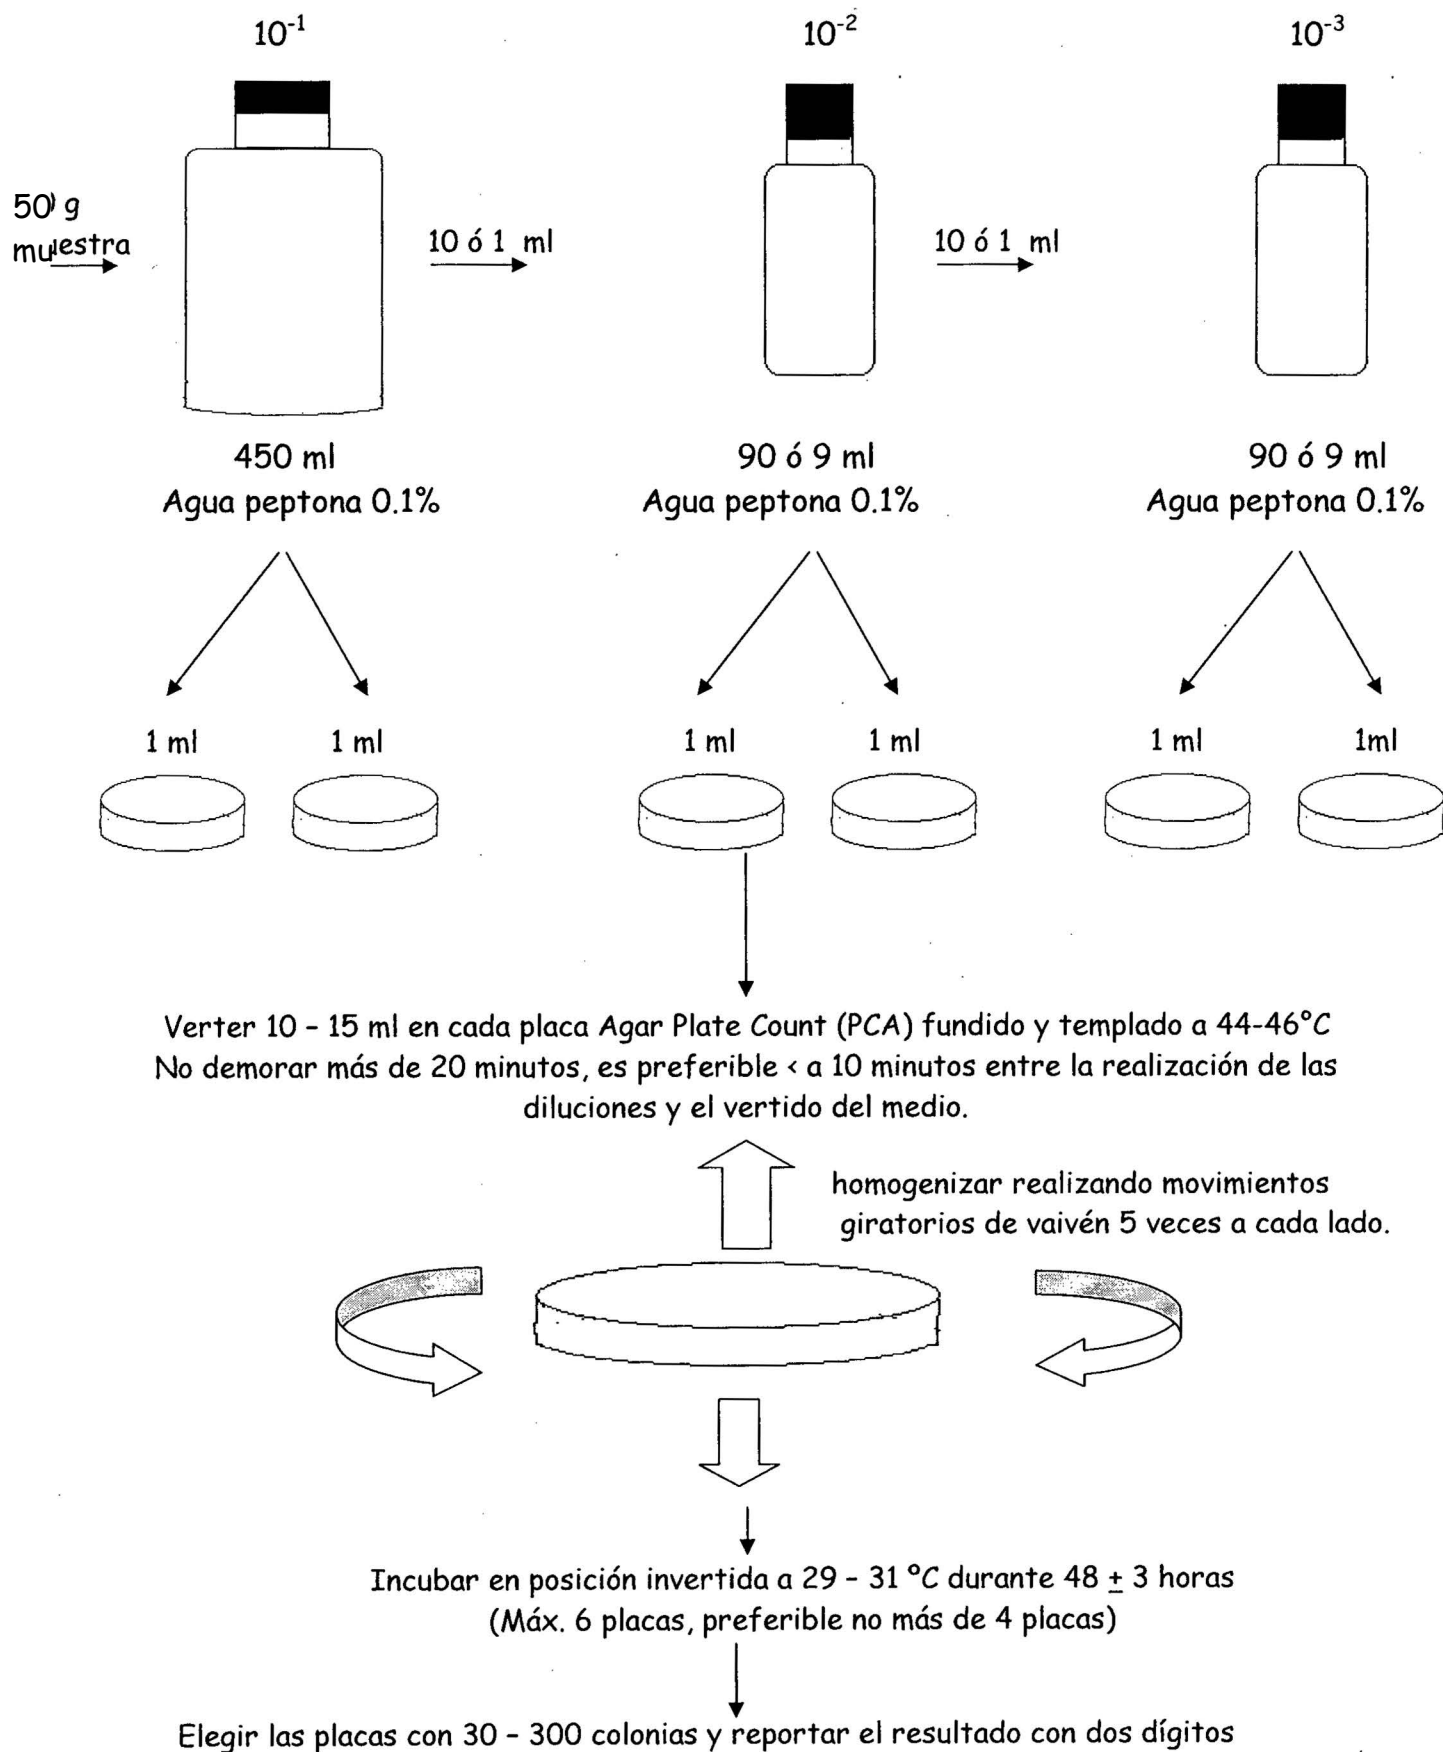 10⁻¹ 10⁻² 10⁻³
50 g
muestra
10 ó 1 ml 10 ó 1 ml
450 ml 90 ó 9 ml 90 ó 9 ml
Agua peptona 0.1% Agua peptona 0.1% Agua peptona 0.1%
1 ml 1 ml 1 ml 1 ml 1 ml 1ml
Verter 10 - 15 ml en cada placa Agar Plate Count (PCA) fundido y templado a 44-46°C
No demorar más de 20 minutos, es preferible < a 10 minutos entre la realización de las
diluciones y el vertido del medio.
homogenizar realizando movimientos
giratorios de vaivén 5 veces a cada lado.
Incubar en posición invertida a 29 - 31 °C durante 48 ± 3 horas
(Máx. 6 placas, preferible no más de 4 placas)
Elegir las placas con 30 - 300 colonias y reportar el resultado con dos dígitos